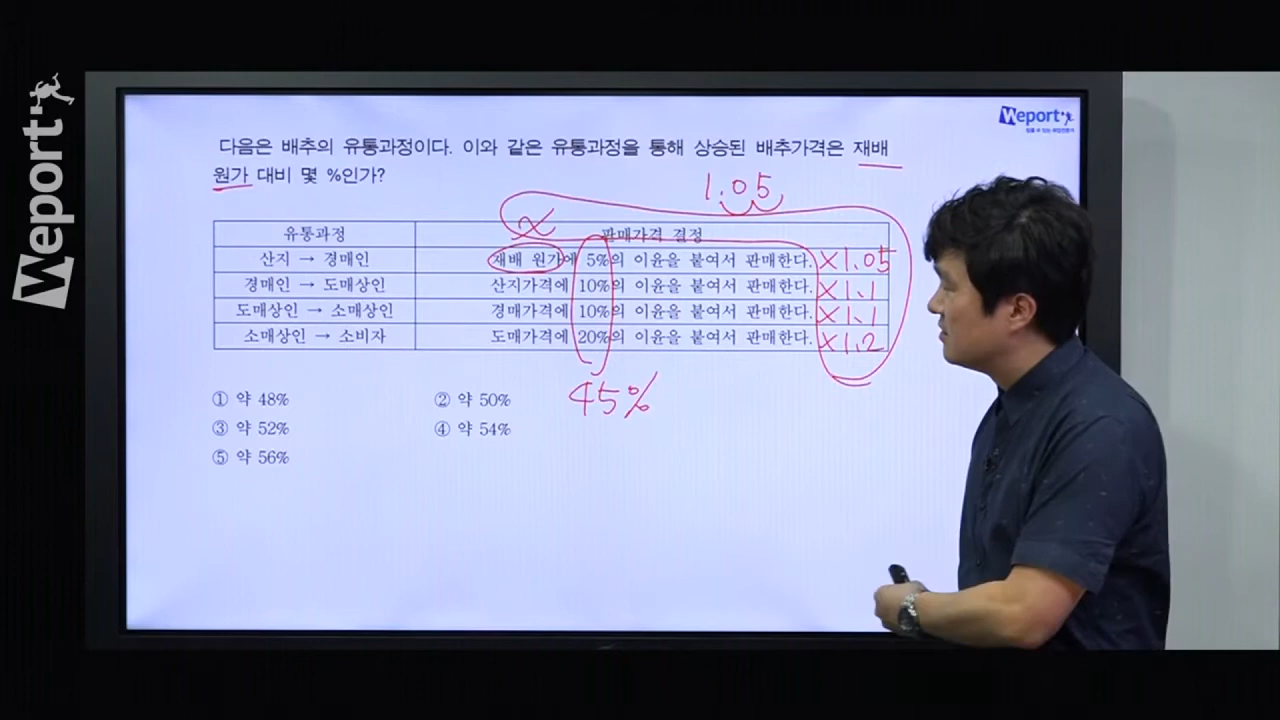 Weport
Weport
다음은 배추의 유통과정이다. 이와 같은 유통과정을 통해 상승된 배추가격은 재배
원가 대비 몇 %인가?
1.05
x
유통과정 판매가격 결정
산지 → 경매인 재배 원가에 5%의 이윤을 붙여서 판매한다. ×1.05
경매인 → 도매상인 산지가격에 10%의 이윤을 붙여서 판매한다. ×1.1
도매상인 → 소매상인 경매가격에 10%의 이윤을 붙여서 판매한다. ×1.1
소매상인 → 소비자 도매가격에 20%의 이윤을 붙여서 판매한다. ×1.2
45%
① 약 48% ② 약 50%
③ 약 52% ④ 약 54%
⑤ 약 56%